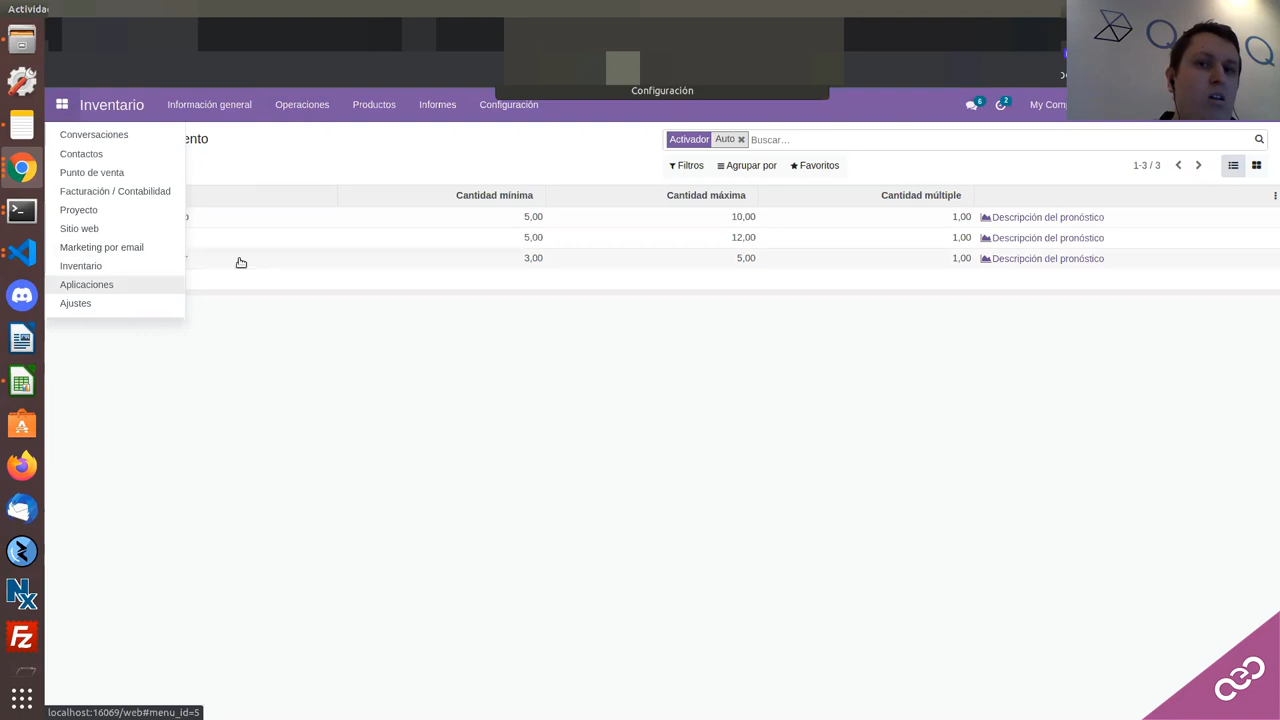 Activida
Configuración
Inventario Información general Operaciones Productos Informes Configuración 6 2 My Comp
Conversaciones
Contactos
Punto de venta
Facturación / Contabilidad
Proyecto
Sitio web
Marketing por email
Inventario
Aplicaciones
Ajustes
ento
Activador Auto Buscar...
Filtros Agrupar por Favoritos 1-3 / 3
Cantidad mínima Cantidad máxima Cantidad múltiple
5,00 10,00 1,00 Descripción del pronóstico
5,00 12,00 1,00 Descripción del pronóstico
3,00 5,00 1,00 Descripción del pronóstico
localhost:16069/web#menu_id=5